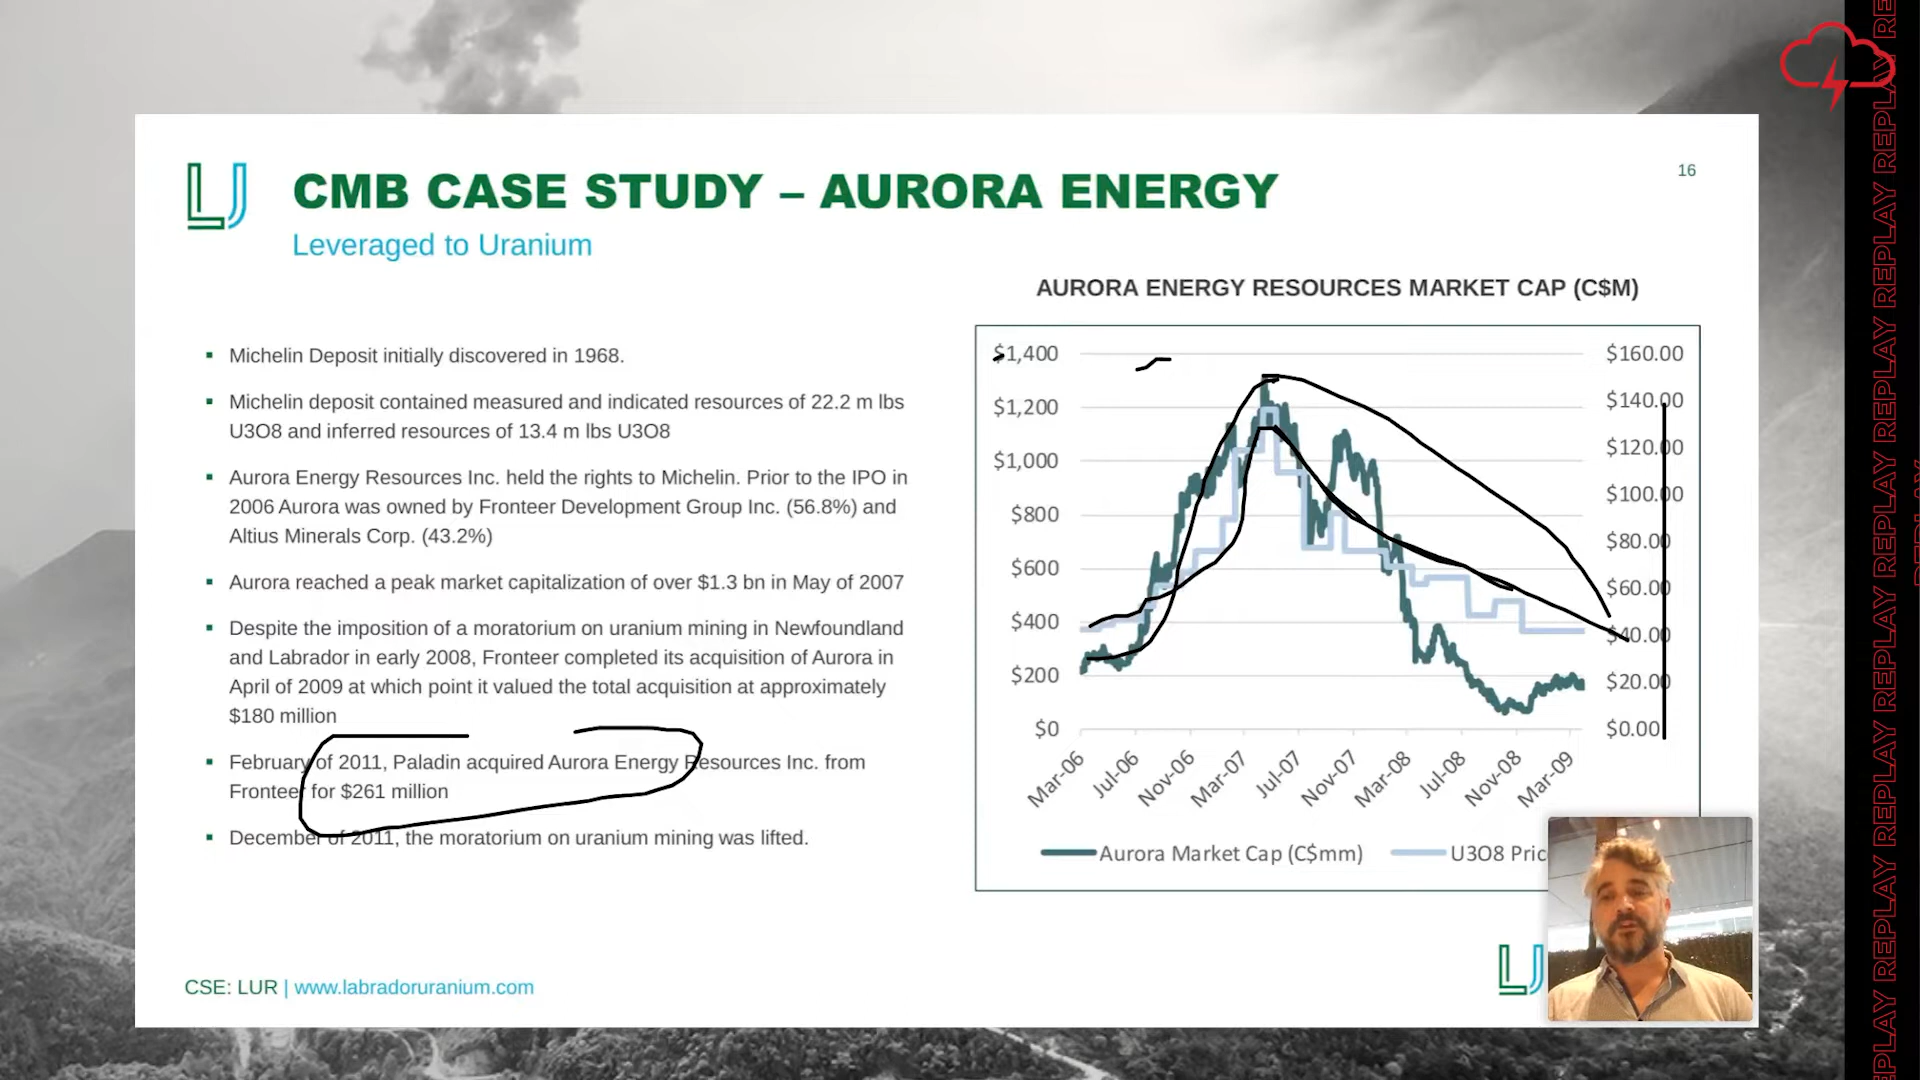 CMB CASE STUDY – AURORA ENERGY
16
Leveraged to Uranium
▪ Michelin Deposit initially discovered in 1968.
▪ Michelin deposit contained measured and indicated resources of 22.2 m lbs
U3O8 and inferred resources of 13.4 m lbs U3O8
▪ Aurora Energy Resources Inc. held the rights to Michelin. Prior to the IPO in
2006 Aurora was owned by Fronteer Development Group Inc. (56.8%) and
Altius Minerals Corp. (43.2%)
▪ Aurora reached a peak market capitalization of over $1.3 bn in May of 2007
▪ Despite the imposition of a moratorium on uranium mining in Newfoundland
and Labrador in early 2008, Fronteer completed its acquisition of Aurora in
April of 2009 at which point it valued the total acquisition at approximately
$180 million
▪ February of 2011, Paladin acquired Aurora Energy Resources Inc. from
Fronteer for $261 million
▪ December of 2011, the moratorium on uranium mining was lifted.
AURORA ENERGY RESOURCES MARKET CAP (C$M)
$1,400
$1,200
$1,000
$800
$600
$400
$200
$0
$160.00
$140.00
$120.00
$100.00
$80.00
$60.00
$40.00
$20.00
$0.00
Mar-06
Jul-06
Nov-06
Mar-07
Jul-07
Nov-07
Mar-08
Jul-08
Nov-08
Mar-09
Aurora Market Cap (C$mm)
U3O8 Pric
CSE: LUR | www.labradoruranium.com
LU
LU
REPLAY REPLAY REPLAY REPLAY REPLAY REPLAY REPLAY REPLAY
REPLAY